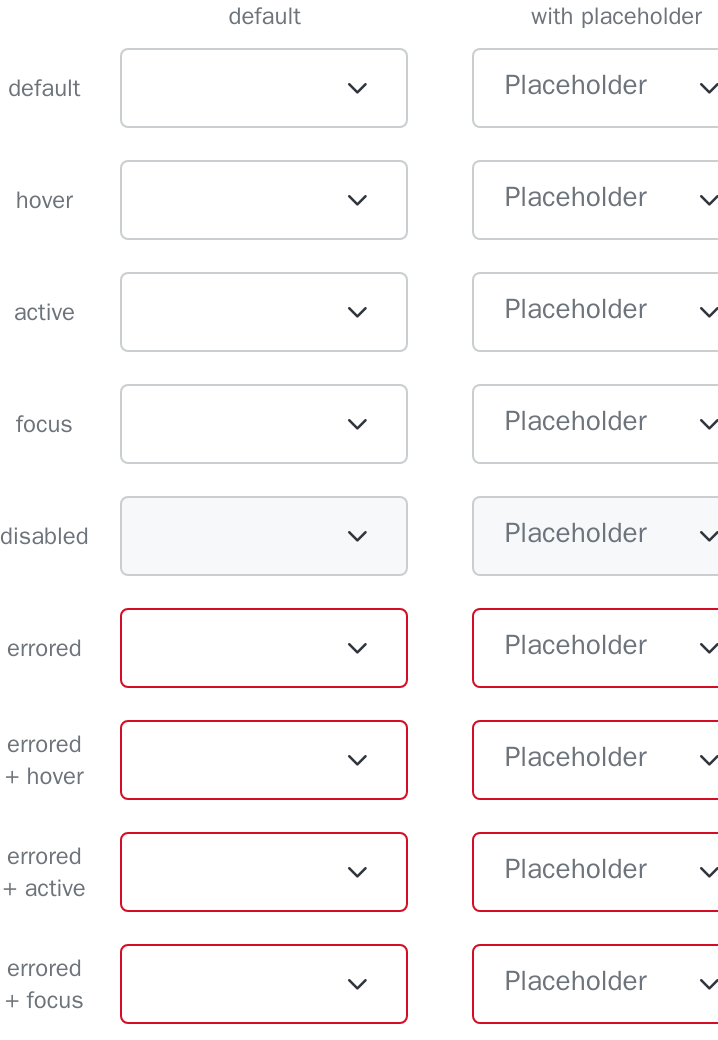 default
with placeholder
default
Placeholder
hover
Placeholder
active
Placeholder
focus
Placeholder
disabled
Placeholder
errored
Placeholder
errored
+ hover
Placeholder
errored
+ active
Placeholder
errored
+ focus
Placeholder